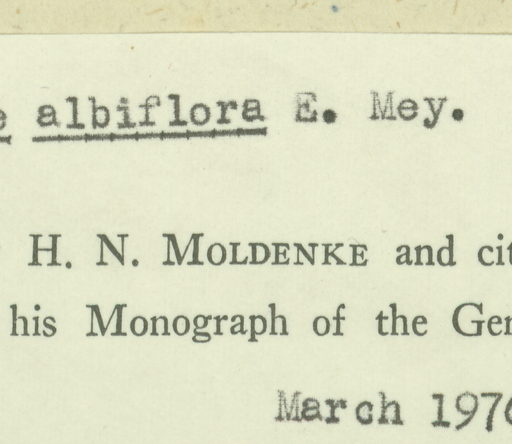 albiflora E. Mey.
H. N. MOLDENKE and
his Monograph of the
March